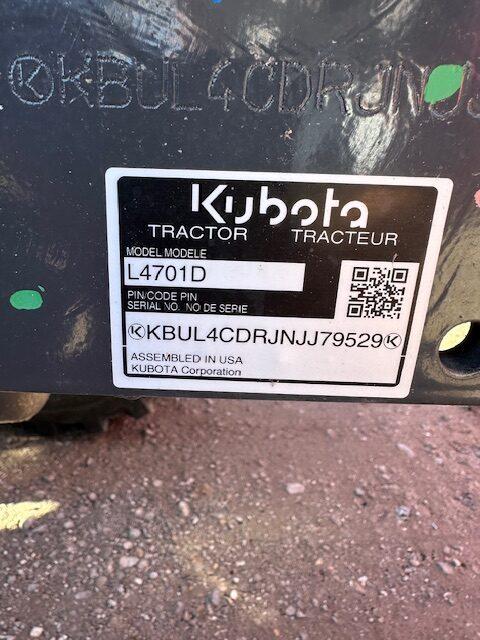 ⓀKBUL4CDRJNJJ
Kubota
TRACTOR TRACTEUR
MODEL MODELE
L4701D
PIN/CODE PIN
SERIAL NO. NO DE SERIE
ⓀKBUL4CDRJNJJ79529Ⓚ
ASSEMBLED IN USA
KUBOTA Corporation